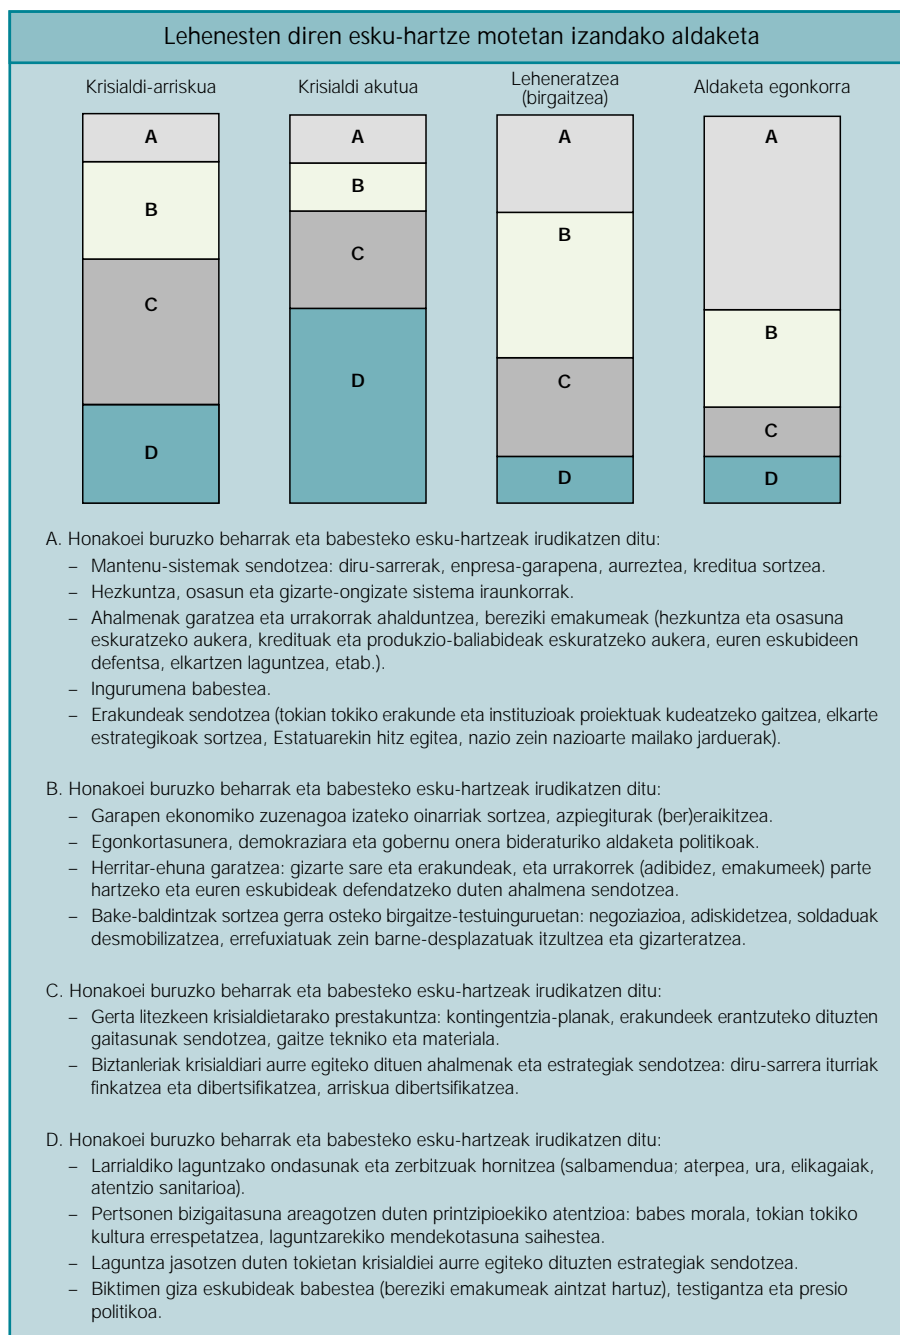 Lehenesten diren esku-hartze motetan izandako aldaketa
Krisialdi-arriskua
Krisialdi akutua
Leheneratzea
(birgaitzea)
Aldaketa egonkorra
A
B
C
D
A
B
C
D
A
B
C
D
A
B
C
D
A. Honakoei buruzko beharrak eta babesteko esku-hartzeak irudikatzen ditu:
– Mantenu-sistemak sendotzea: diru-sarrerak, enpresa-garapena, aurreztea, kreditua sortzea.
– Hezkuntza, osasun eta gizarte-ongizate sistema iraunkorrak.
– Ahalmenak garatzea eta urrakorrak ahalduntzea, bereziki emakumeak (hezkuntza eta osasuna
eskuratzeko aukera, kredituak eta produkzio-baliabideak eskuratzeko aukera, euren eskubideen
defentsa, elkartzen laguntzea, etab.).
– Ingurumena babestea.
– Erakundeak sendotzea (tokian tokiko erakunde eta instituzioak proiektuak kudeatzeko gaitzea, elkarte
estrategikoak sortzea, Estatuarekin hitz egitea, nazio zein nazioarte mailako jarduerak).
B. Honakoei buruzko beharrak eta babesteko esku-hartzeak irudikatzen ditu:
– Garapen ekonomiko zuzenagoa izateko oinarriak sortzea, azpiegiturak (ber)eraikitzea.
– Egonkortasunera, demokraziara eta gobernu onera bideraturiko aldaketa politikoak.
– Herritar-ehuna garatzea: gizarte sare eta erakundeak, eta urrakorrek (adibidez, emakumeek) parte
hartzeko eta euren eskubideak defendatzeko duten ahalmena sendotzea.
– Bake-baldintzak sortzea gerra osteko birgaitze-testuinguruetan: negoziazioa, adiskidetzea, soldaduak
desmobilizatzea, errefuxiatuak zein barne-desplazatuak itzultzea eta gizarteratzea.
C. Honakoei buruzko beharrak eta babesteko esku-hartzeak irudikatzen ditu:
– Gerta litezkeen krisialdietarako prestakuntza: kontingentzia-planak, erakundeek erantzuteko dituzten
gaitasunak sendotzea, gaitze tekniko eta materiala.
– Biztanleriak krisialdiari aurre egiteko dituen ahalmenak eta estrategiak sendotzea: diru-sarrera iturriak
finkatzea eta dibertsifikatzea, arriskua dibertsifikatzea.
D. Honakoei buruzko beharrak eta babesteko esku-hartzeak irudikatzen ditu:
– Larrialdiko laguntzako ondasunak eta zerbitzuak hornitzea (salbamendua; aterpea, ura, elikagaiak,
atentzio sanitarioa).
– Pertsonen bizigaitasuna areagotzen duten printzipioekiko atentzioa: babes morala, tokian tokiko
kultura errespetatzea, laguntzarekiko mendekotasuna saihestea.
– Laguntza jasotzen duten tokietan krisialdiei aurre egiteko dituzten estrategiak sendotzea.
– Biktimen giza eskubideak babestea (bereziki emakumeak aintzat hartuz), testigantza eta presio
politikoa.